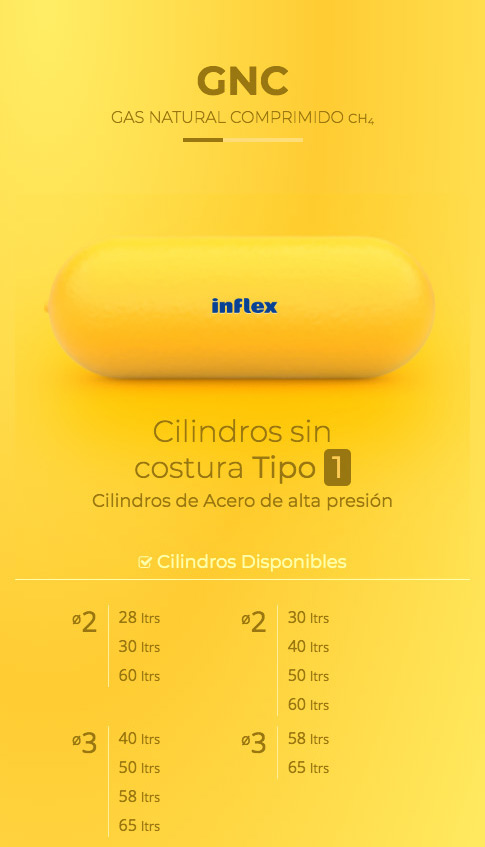 GNC
GAS NATURAL COMPRIMIDO CH₄
inflex
Cilindros sin
costura Tipo 1
Cilindros de Acero de alta presión
Cilindros Disponibles
ø2
28 ltrs
30 ltrs
60 ltrs
ø2
30 ltrs
40 ltrs
50 ltrs
60 ltrs
ø3
40 ltrs
50 ltrs
58 ltrs
65 ltrs
ø3
58 ltrs
65 ltrs